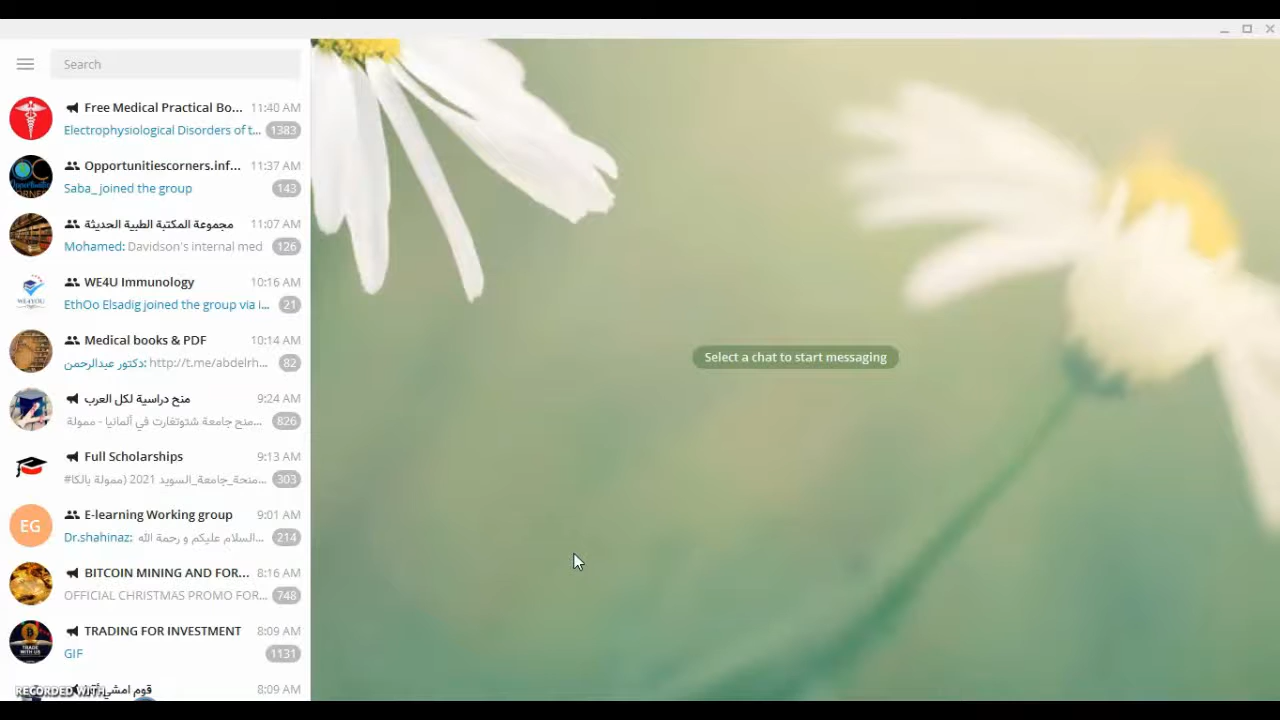 Search
Free Medical Practical Bo... 11:40 AM
Electrophysiological Disorders of t... 1383
Opportunitiescorners.inf... 11:37 AM
Saba_ joined the group 143
مجموعة المكتبة الطبية الحديثة 11:07 AM
Mohamed: Davidson's internal med 126
WE4U Immunology 10:16 AM
EthOo Elsadig joined the group via i... 21
Medical books & PDF 10:14 AM
دكتور عبدالرحمن: http://t.me/abdelrh... 82
منح دراسية لكل العرب 9:24 AM
منح جامعة شتوتغارت في ألمانيا - ممولة... 826
Full Scholarships 9:13 AM
#منحة_جامعة_السويد 2021 (ممولة بالكا... 303
EG
E-learning Working group 9:01 AM
Dr.shahinaz: السلام عليكم و رحمة الله... 214
BITCOIN MINING AND FOR... 8:16 AM
OFFICIAL CHRISTMAS PROMO FOR... 748
TRADING FOR INVESTMENT 8:09 AM
GIF 1131
قوم امشي 8:09 AM
RECORDED WITH
Select a chat to start messaging